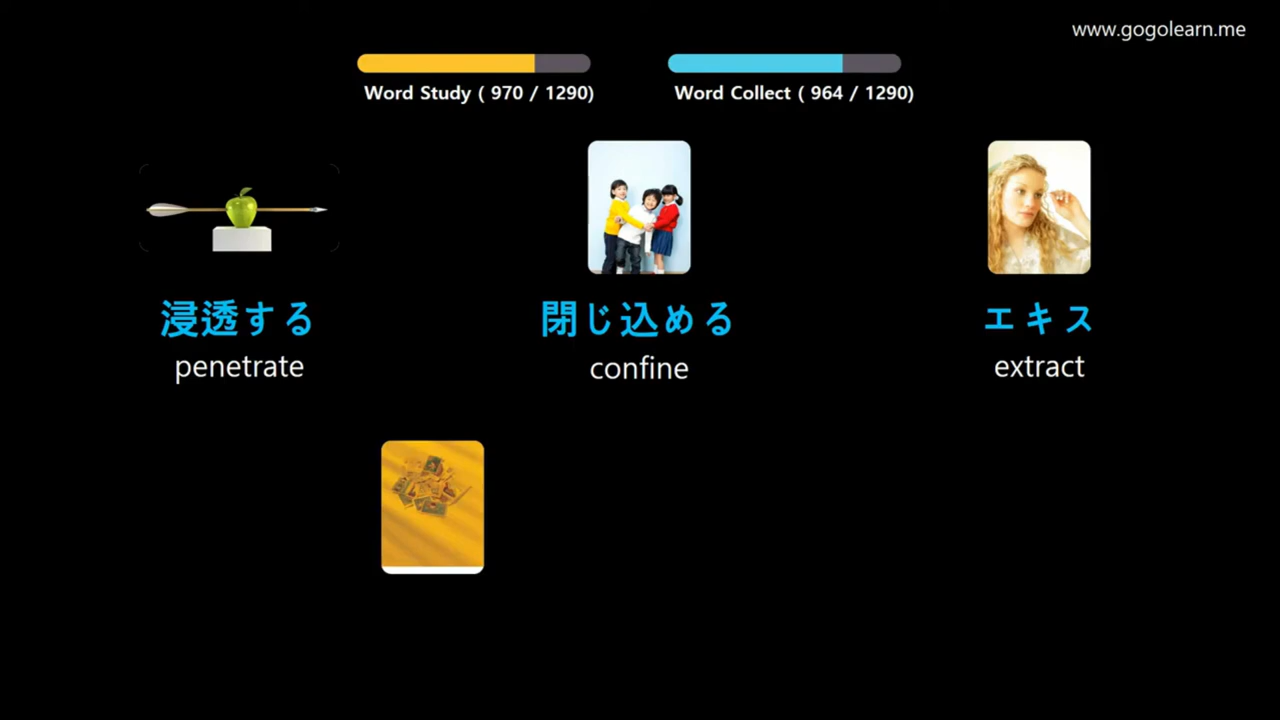 www.gogolearn.me
Word Study ( 970 / 1290)
Word Collect ( 964 / 1290)
浸透する
penetrate
閉じ込める
confine
エキス
extract